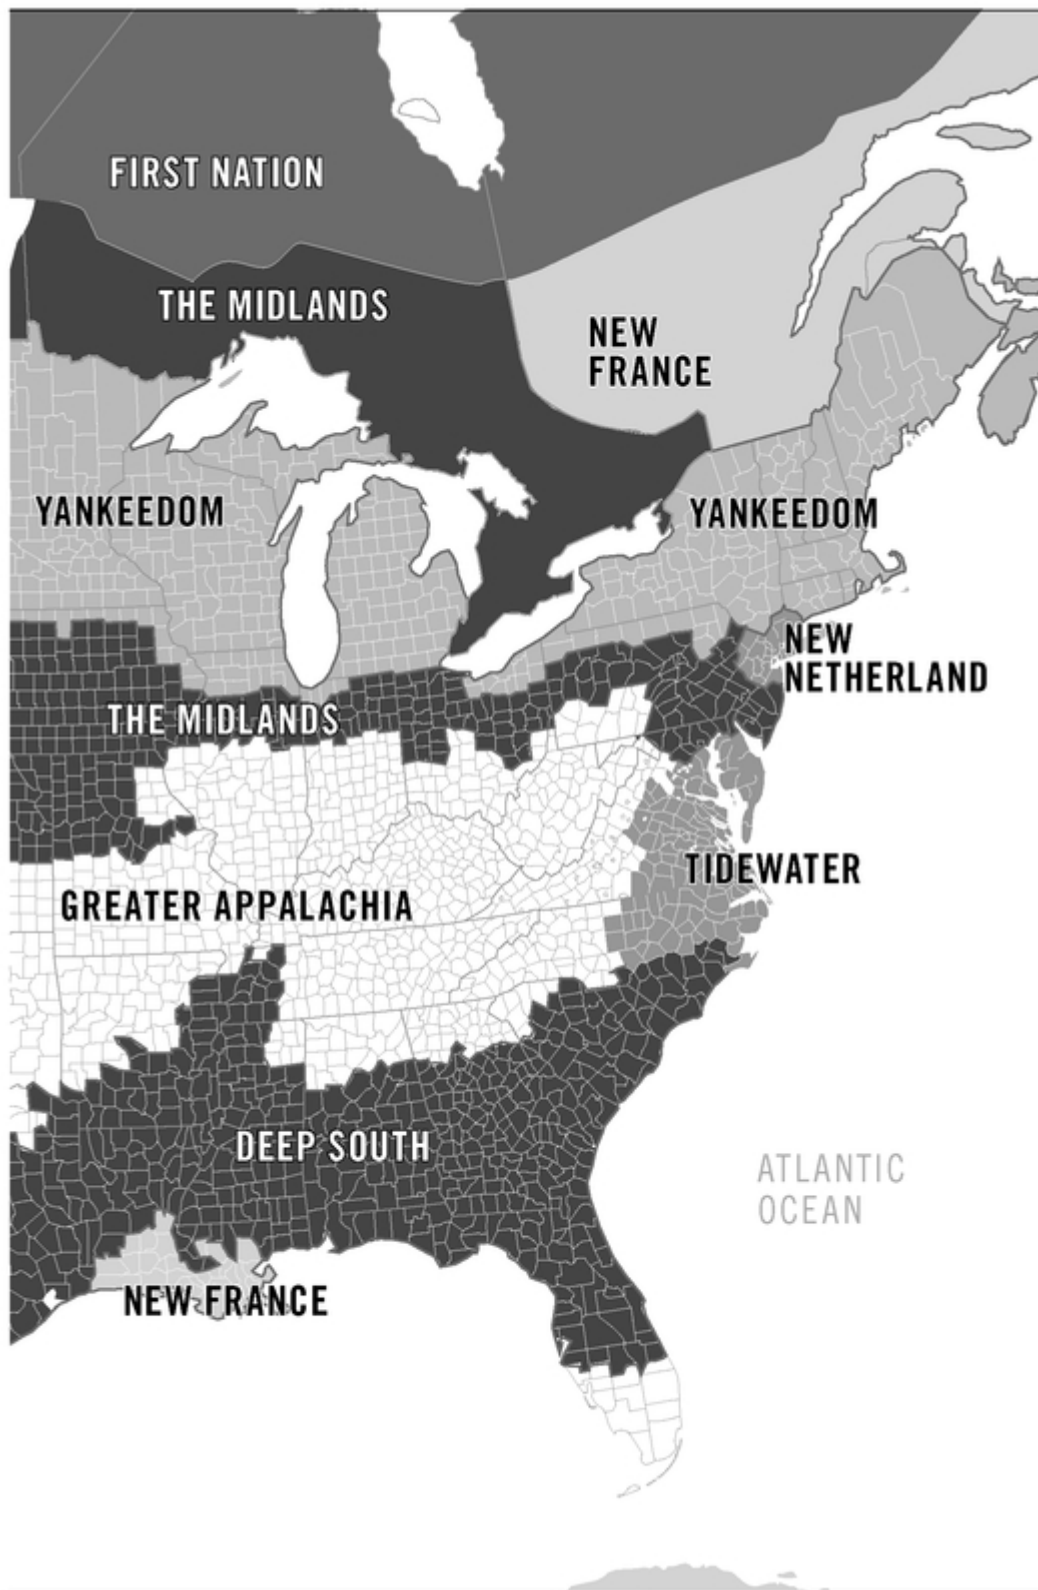 FIRST NATION
THE MIDLANDS
NEW
FRANCE
YANKEEDOM
YANKEEDOM
NEW
NETHERLAND
THE MIDLANDS
TIDEWATER
GREATER APPALACHIA
DEEP SOUTH
ATLANTIC
OCEAN
NEW FRANCE